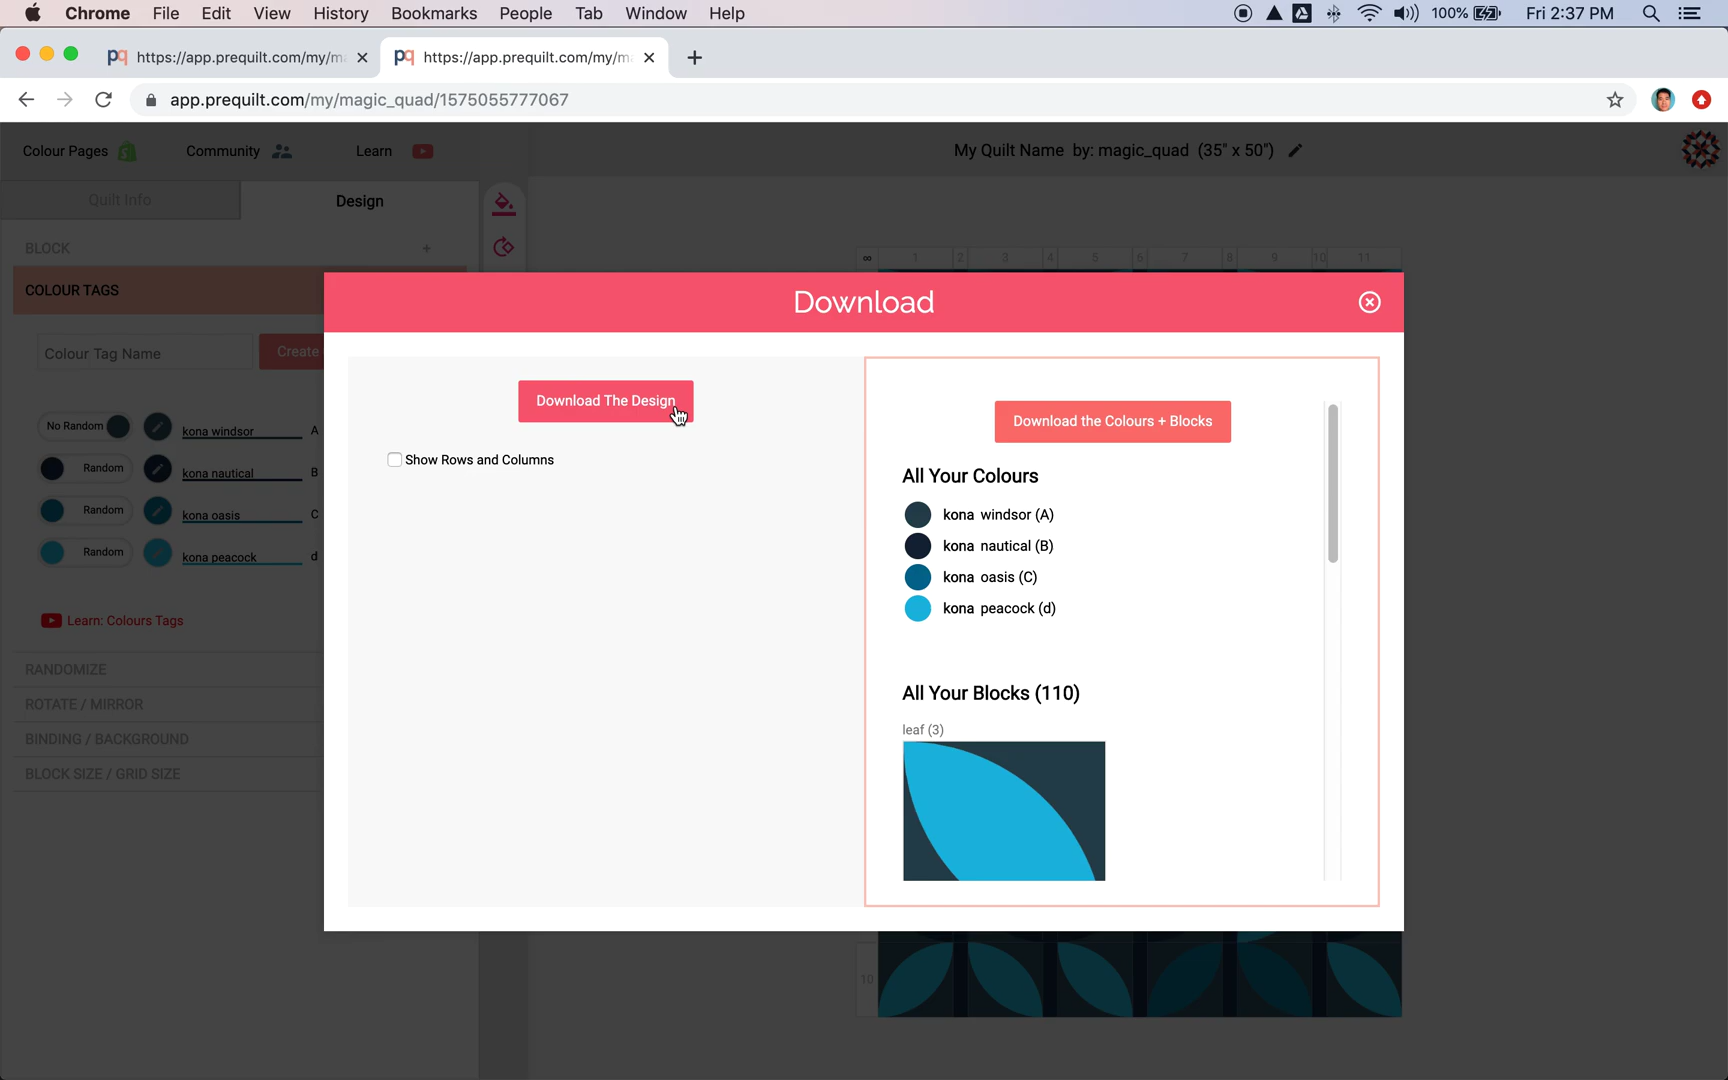 Chrome File Edit View History Bookmarks People Tab Window Help 100% Fri 2:37 PM
pq https://app.prequilt.com/my/m pq https://app.prequilt.com/my/m
app.prequilt.com/my/magic_quad/1575055777067
Colour Pages Community Learn My Quilt Name by: magic_quad (35" x 50")
Quilt Info Design
BLOCK +
∞ 1 2 3 4 5 6 7 8 9 10 11
COLOUR TAGS
Download
Colour Tag Name Create
Download The Design
Download the Colours + Blocks
No Random kona windsor A
Show Rows and Columns
Random kona nautical B
All Your Colours
Random kona oasis C
kona windsor (A)
Random kona peacock d
kona nautical (B)
kona oasis (C)
kona peacock (d)
Learn: Colours Tags
RANDOMIZE
All Your Blocks (110)
ROTATE / MIRROR
leaf (3)
BINDING / BACKGROUND
BLOCK SIZE / GRID SIZE
10